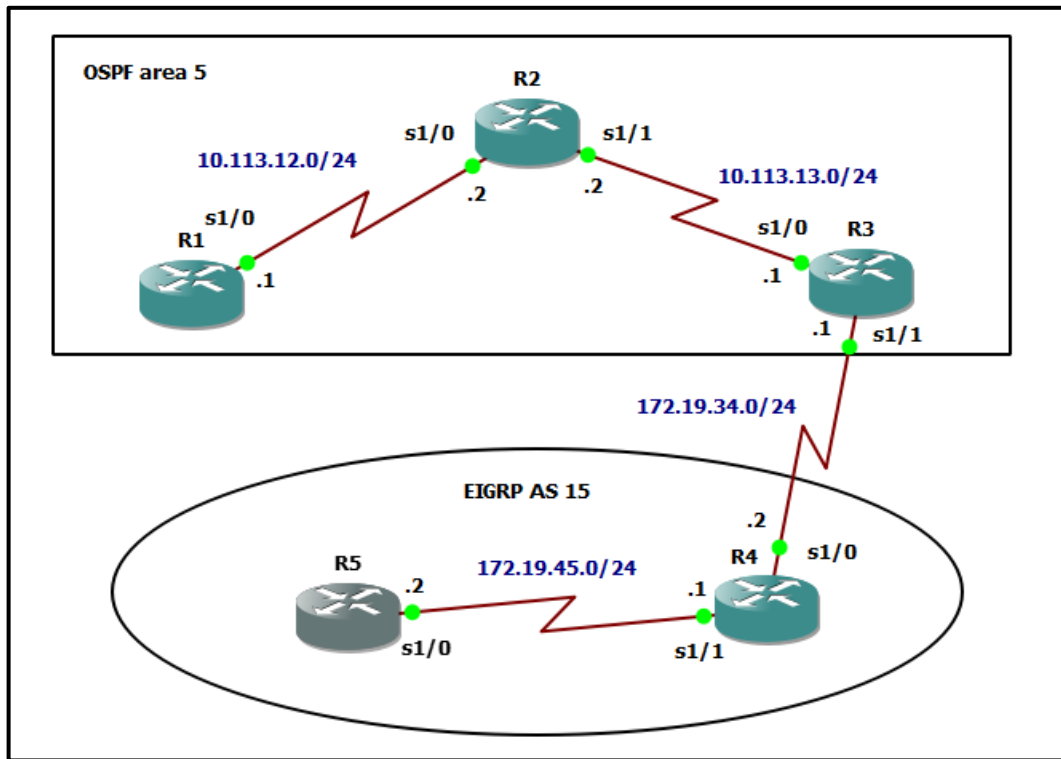 OSPF area 5
R2
s1/0
s1/1
10.113.12.0/24
10.113.13.0/24
.2
.2
s1/0
s1/0
R1
R3
.1
.1
.1
s1/1
172.19.34.0/24
EIGRP AS 15
.2
s1/0
R5
172.19.45.0/24
R4
.2
.1
s1/0
s1/1